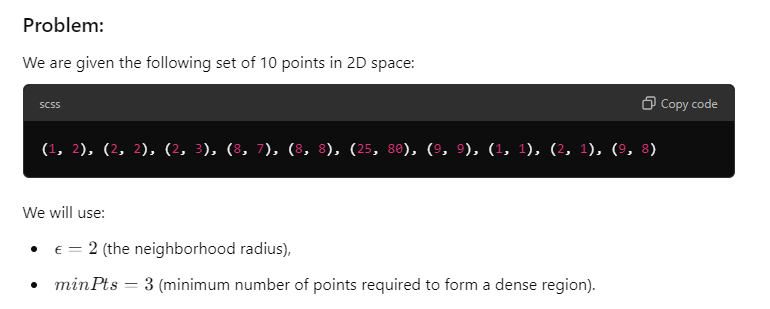 Problem:
We are given the following set of 10 points in 2D space:
scss
Copy code
(1, 2), (2, 2), (2, 3), (8, 7), (8, 8), (25, 80), (9, 9), (1, 1), (2, 1), (9, 8)
We will use:
• ϵ = 2 (the neighborhood radius),
• minPts = 3 (minimum number of points required to form a dense region).